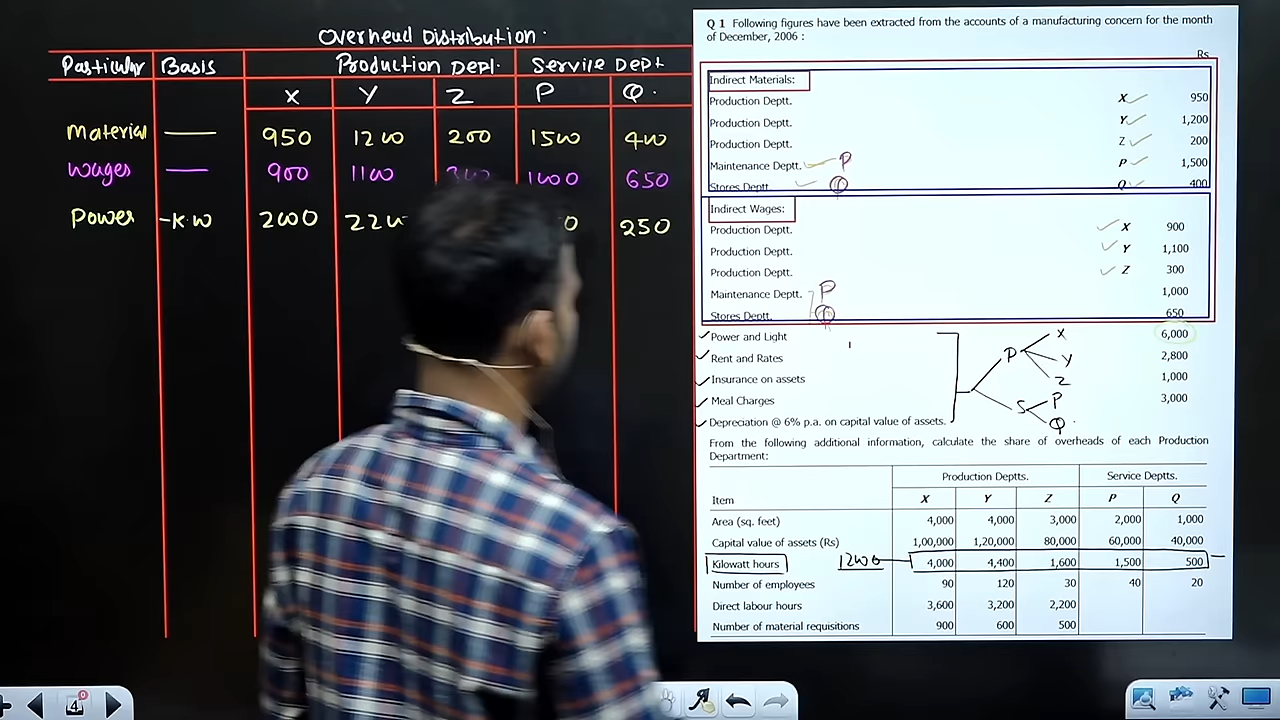 Overhead Distribution.
Particular Basis Production Dept. Service Dept
X Y Z P Q.
Material 950 1200 200 1500 400
Wages 900 1100 1000 650
Power -K.W 2000 220 0 250
Q 1 Following figures have been extracted from the accounts of a manufacturing concern for the month
of December, 2006 :
Rs
Indirect Materials:
Production Deptt. X 950
Production Deptt. Y 1,200
Production Deptt. Z 200
Maintenance Deptt. P P 1,500
Stores Deptt. Q Q 400
Indirect Wages:
Production Deptt. X 900
Production Deptt. Y 1,100
Production Deptt. Z 300
Maintenance Deptt. P 1,000
Stores Deptt. Q 650
Power and Light 6,000
Rent and Rates 2,800
Insurance on assets 1,000
Meal Charges 3,000
Depreciation @ 6% p.a. on capital value of assets.
P X Y Z
S P Q
From the following additional information, calculate the share of overheads of each Production
Department:
Production Deptts. Service Deptts.
Item X Y Z P Q
Area (sq. feet) 4,000 4,000 3,000 2,000 1,000
Capital value of assets (Rs) 1,00,000 1,20,000 80,000 60,000 40,000
Kilowatt hours 12000 4,000 4,400 1,600 1,500 500
Number of employees 90 120 30 40 20
Direct labour hours 3,600 3,200 2,200
Number of material requisitions 900 600 500
4